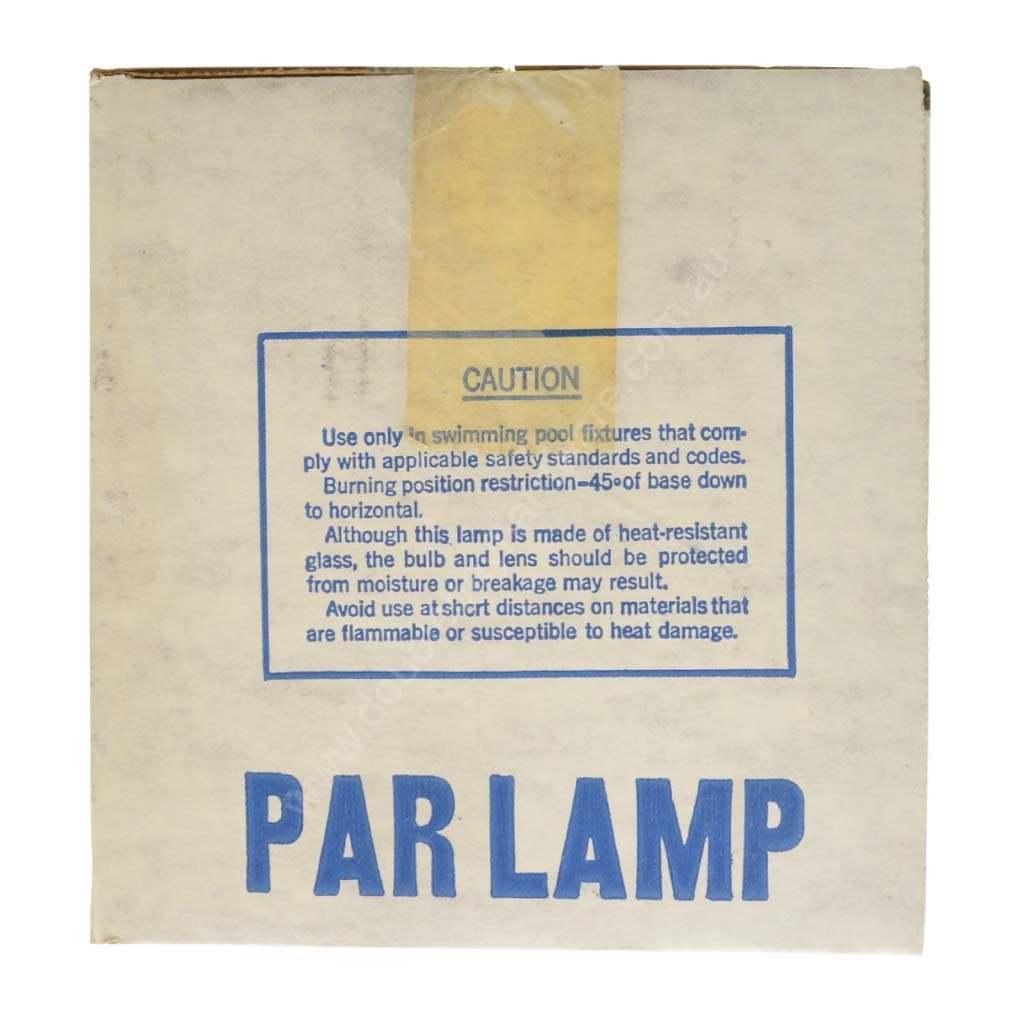 CAUTION
Use only in swimming pool fixtures that com-
ply with applicable safety standards and codes.
Burning position restriction-45° of base down
to horizontal.
Although this lamp is made of heat-resistant
glass, the bulb and lens should be protected
from moisture or breakage may result.
Avoid use at short distances on materials that
are flammable or susceptible to heat damage.
PAR LAMP